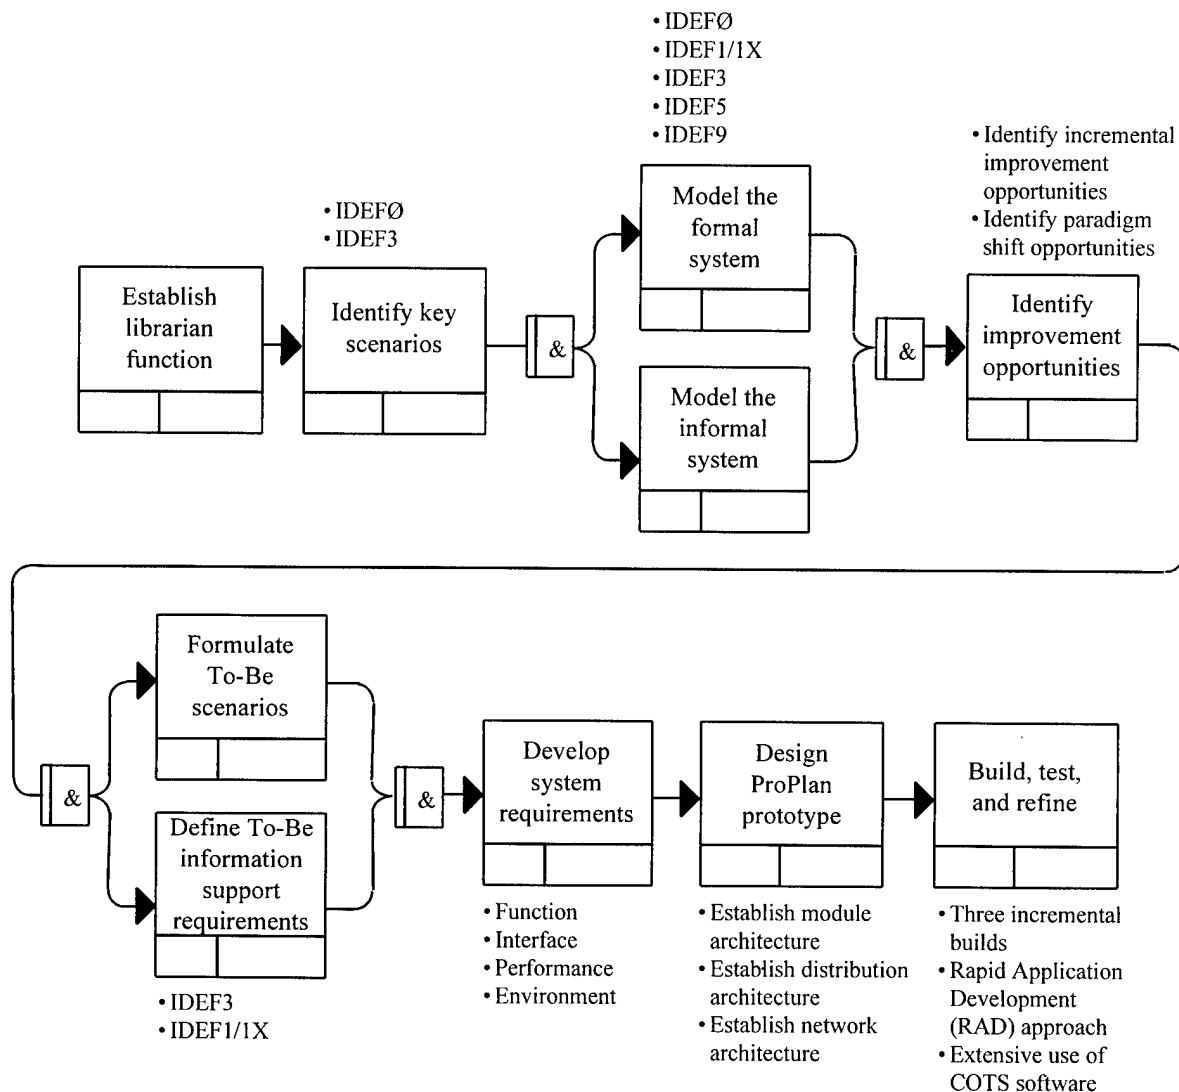 • IDEFØ
• IDEF1/1X
• IDEF3
• IDEF5
• IDEF9
• IDEFØ
• IDEF3
• Identify incremental
improvement
opportunities
• Identify paradigm
shift opportunities
Establish
librarian
function
Identify key
scenarios
&
Model the
formal
system
Model the
informal
system
&
Identify
improvement
opportunities
&
Formulate
To-Be
scenarios
Define To-Be
information
support
requirements
• IDEF3
• IDEF1/1X
&
Develop
system
requirements
• Function
• Interface
• Performance
• Environment
Design
ProPlan
prototype
• Establish module
architecture
• Establish distribution
architecture
• Establish network
architecture
Build, test,
and refine
• Three incremental
builds
• Rapid Application
Development
(RAD) approach
• Extensive use of
COTS software